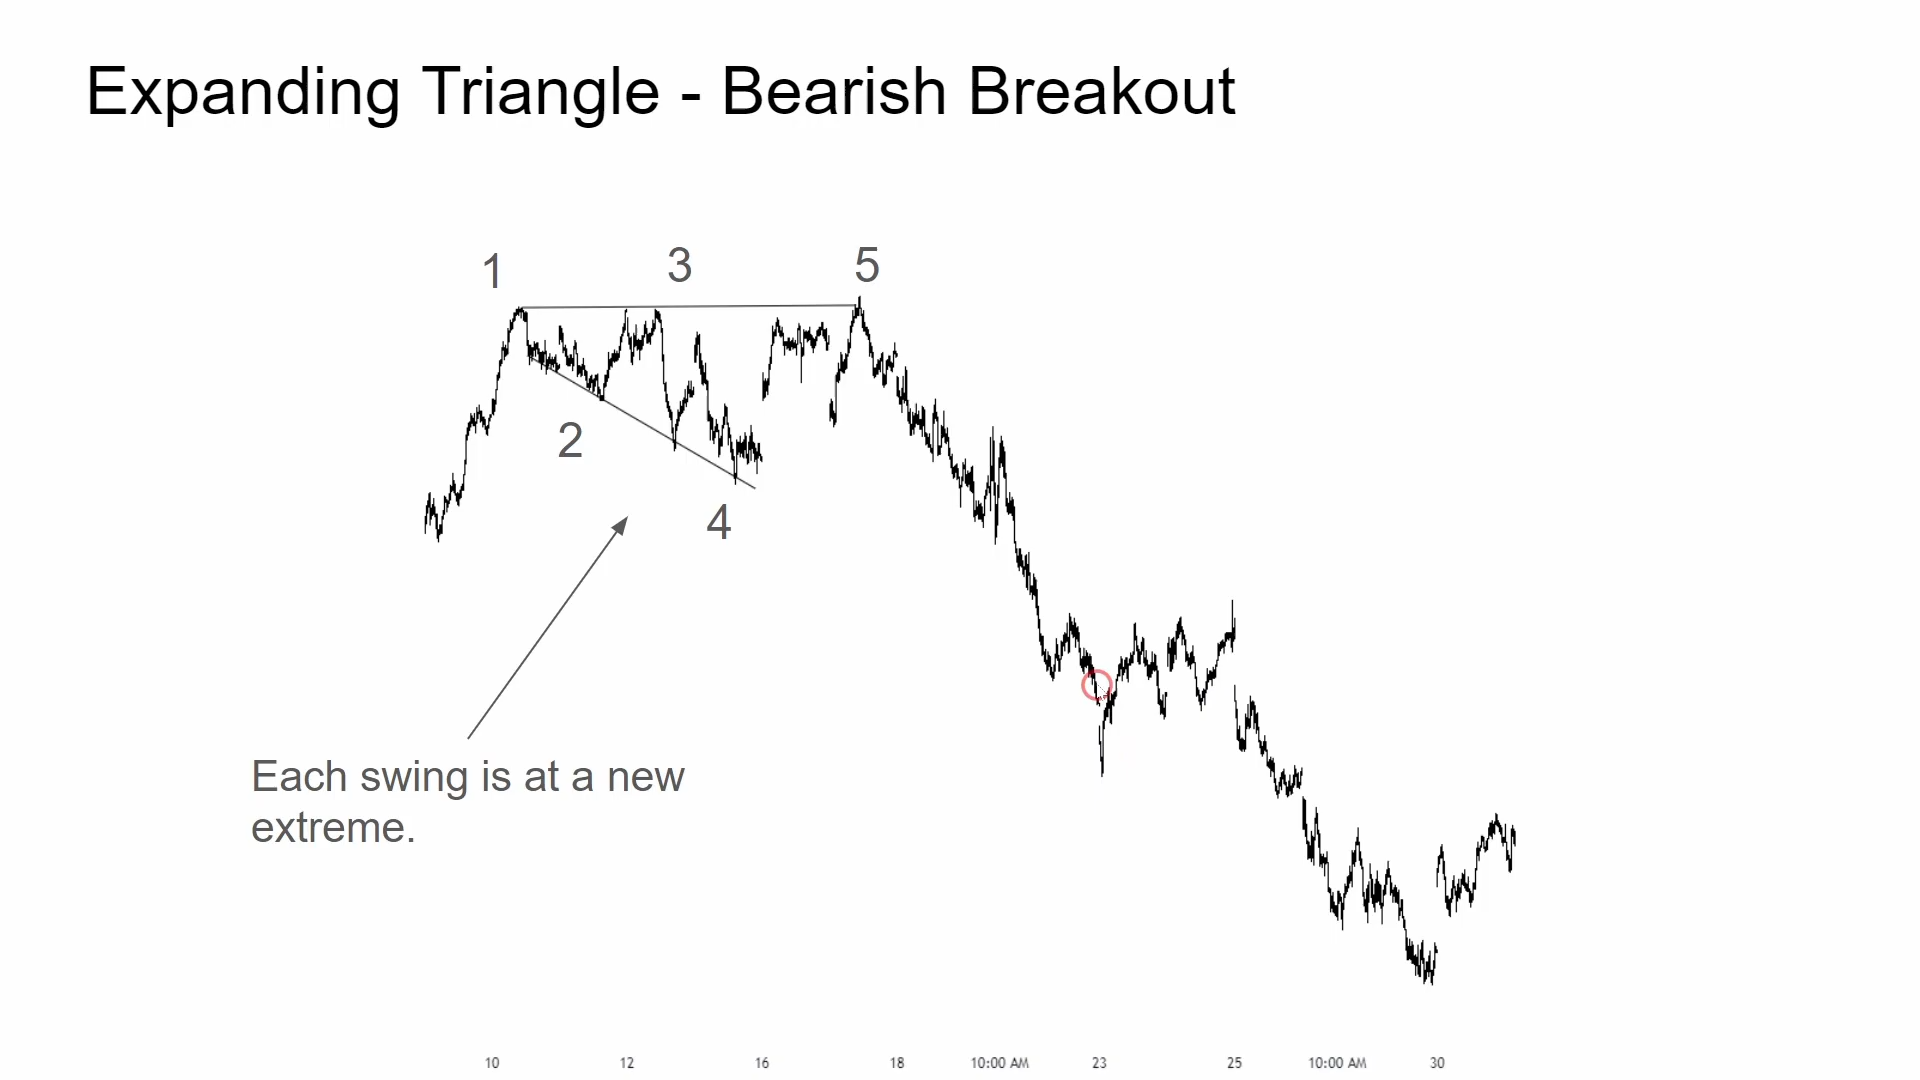 Expanding Triangle - Bearish Breakout
1
3
5
2
4
Each swing is at a new
extreme.
10
12
16
18
10:00 AM
23
25
10:00 AM
30